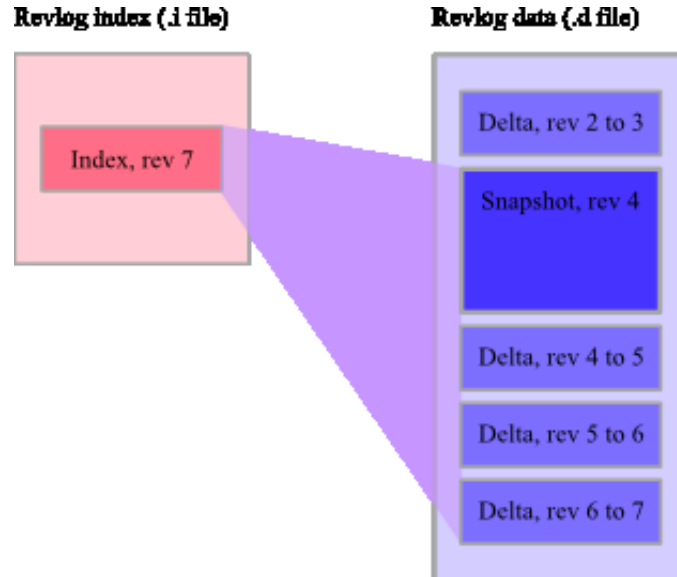 Revlog index (.i file)
Revlog data (.d file)
Index, rev 7
Delta, rev 2 to 3
Snapshot, rev 4
Delta, rev 4 to 5
Delta, rev 5 to 6
Delta, rev 6 to 7